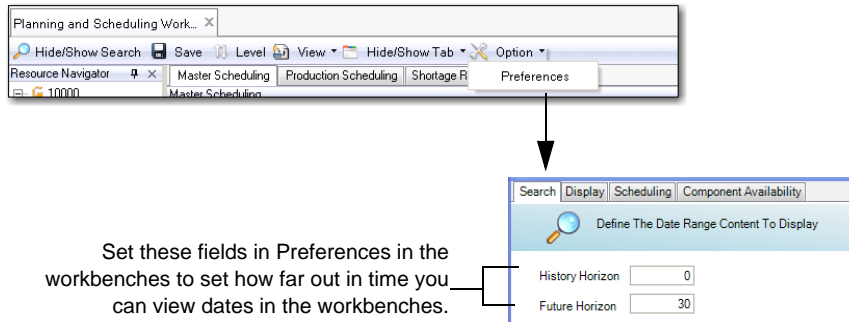 Planning and Scheduling Work...
Hide/Show Search Save Level View Hide/Show Tab Option
Resource Navigator Master Scheduling Production Scheduling Shortage R Preferences
10000 Master Scheduling
Search Display Scheduling Component Availability
Define The Date Range Content To Display
Set these fields in Preferences in the
workbenches to set how far out in time you
can view dates in the workbenches.
History Horizon 0
Future Horizon 30